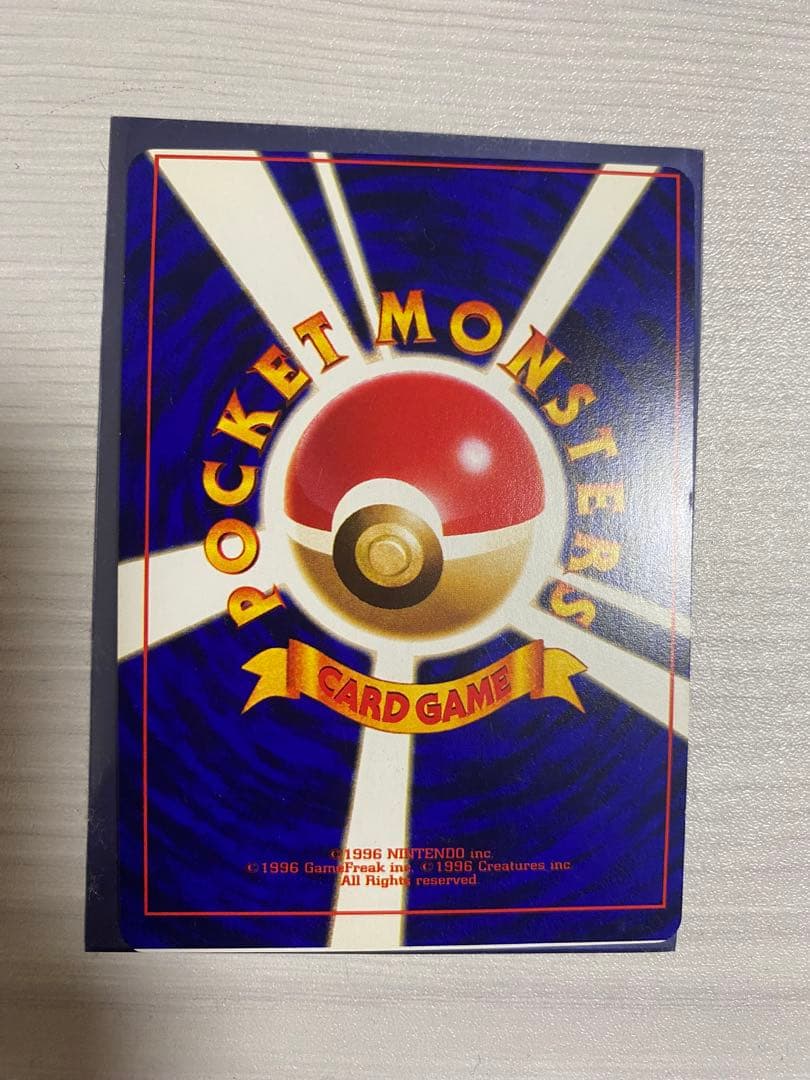 POCKET MONSTERS
CARD GAME
©1996 NINTENDO inc.
©1996 GameFreak inc. ©1996 Creatures inc.
All Rights reserved.